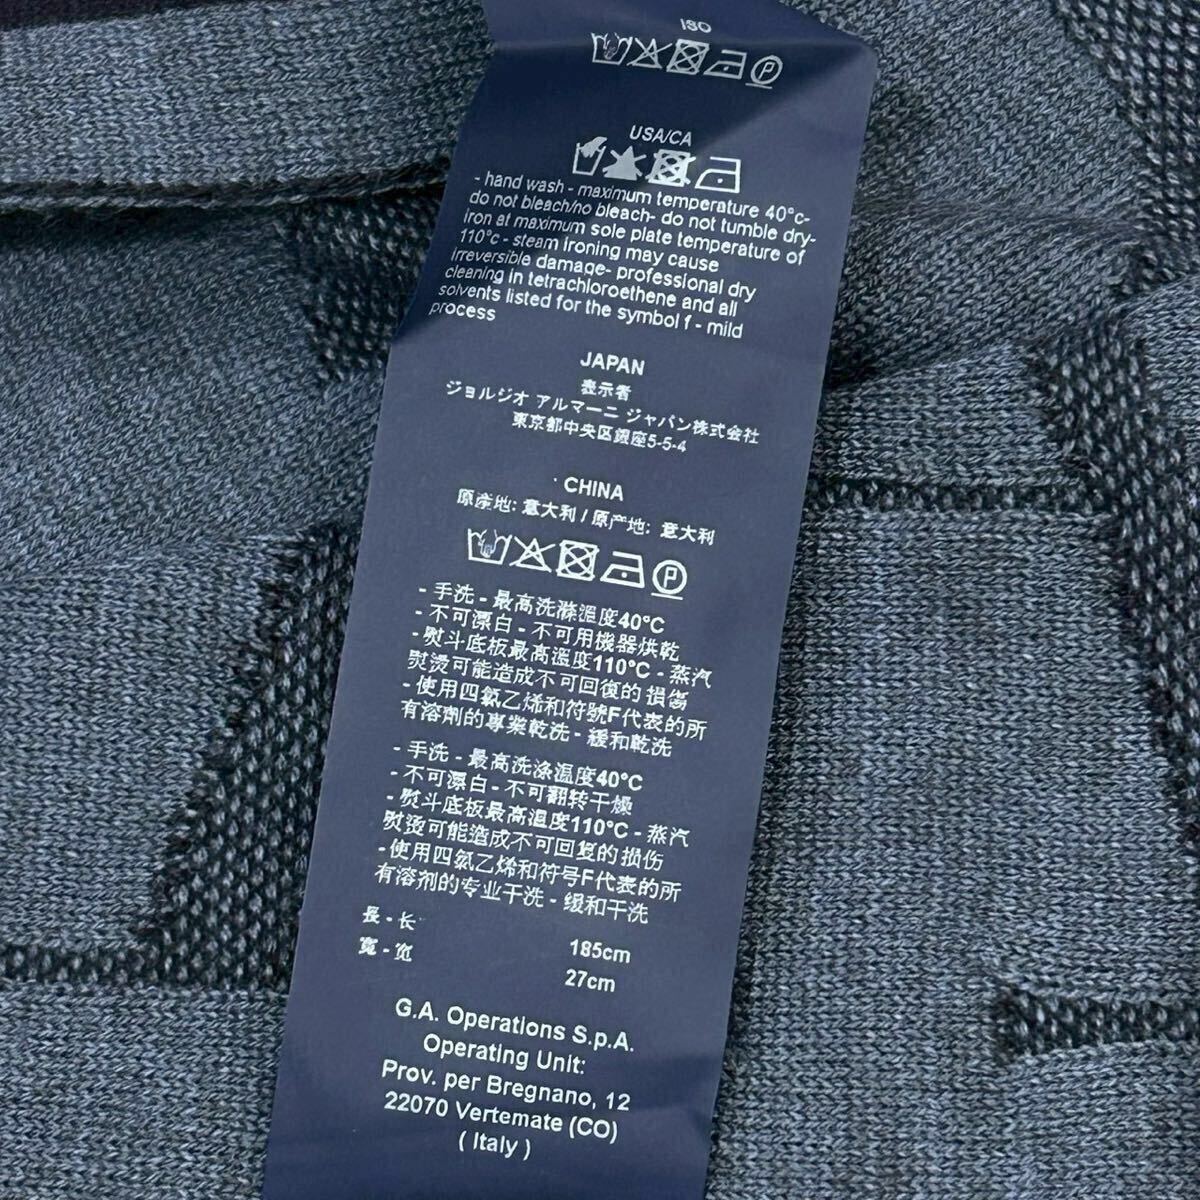 ISO
USA/CA
- hand wash - maximum temperature 40°c-
do not bleach/no bleach- do not tumble dry-
iron at maximum sole plate temperature of
110°c - steam ironing may cause
irreversible damage- professional dry
cleaning in tetrachloroethene and all
solvents listed for the symbol f - mild
process
JAPAN
表示者
ジョルジオ アルマーニ ジャパン株式会社
東京都中央区銀座5-5-4
CHINA
原產地: 意大利 / 原产地: 意大利
- 手洗 - 最高洗滌溫度40°C
- 不可漂白 - 不可用機器烘乾
- 熨斗底板最高溫度110°C - 蒸汽
熨燙可能造成不可回復的損傷
- 使用四氯乙烯和符號F代表的所
有溶劑的專業乾洗 - 緩和乾洗
- 手洗 - 最高洗涤温度40°C
- 不可漂白 - 不可翻转干燥
- 熨斗底板最高温度110°C - 蒸汽
熨烫可能造成不可回复的损伤
- 使用四氯乙烯和符号F代表的所
有溶剂的专业干洗 - 缓和干洗
長 - 长 185cm
寬 - 宽 27cm
G.A. Operations S.p.A.
Operating Unit:
Prov. per Bregnano, 12
22070 Vertemate (CO)
( Italy )